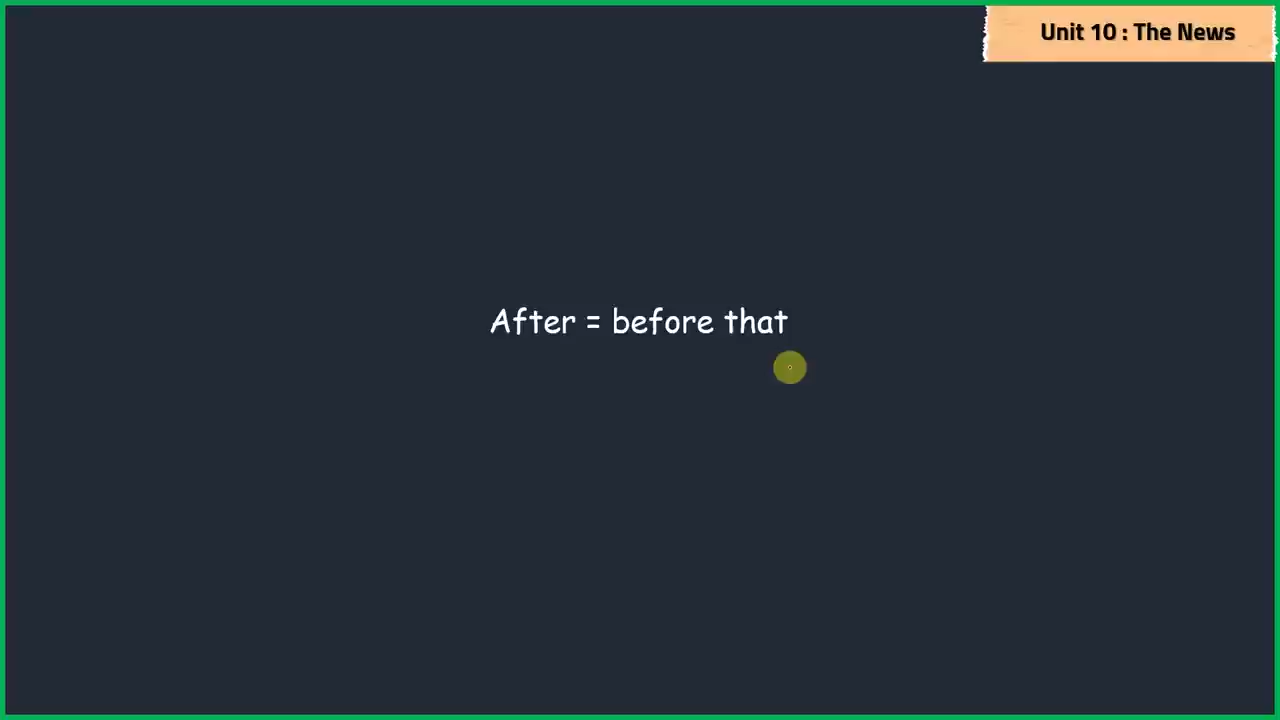 Unit 10 : The News
After = before that